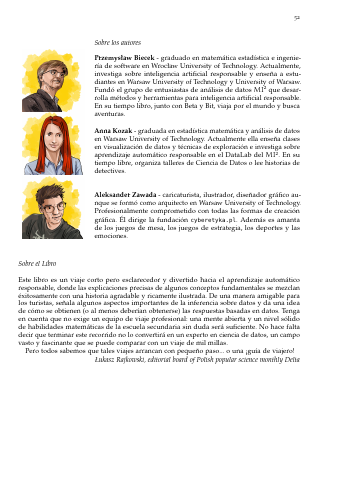 52
Sobre los autores
Przemysław Biecek - graduado en matemática estadística e ingenie-
ría de software en Wrocław University of Technology. Actualmente,
investiga sobre inteligencia artificial responsable y enseña a estu-
diantes en Warsaw University of Technology y University of Warsaw.
Fundó el grupo de entusiastas de análisis de datos MI² que desar-
rolla métodos y herramientas para inteligencia artificial responsable.
En su tiempo libre, junto con Beta y Bit, viaja por el mundo y busca
aventuras.
Anna Kozak - graduada en estadística matemática y análisis de datos
en Warsaw University of Technology. Actualmente ella enseña clases
en visualización de datos y técnicas de exploración e investiga sobre
aprendizaje automático responsable en el DataLab del MI². En su
tiempo libre, organiza talleres de Ciencia de Datos o lee historias de
detectives.
Aleksander Zawada - caricaturista, ilustrador, diseñador gráfico au-
nque se formó como arquitecto en Warsaw University of Technology.
Profesionalmente comprometido con todas las formas de creación
gráfica. Él dirige la fundación cyberetyka.pl. Además es amante
de los juegos de mesa, los juegos de estrategia, los deportes y las
emociones.
Sobre el Libro
Este libro es un viaje corto pero esclarecedor y divertido hacia el aprendizaje automático
responsable, donde las explicaciones precisas de algunos conceptos fundamentales se mezclan
éxitosamente con una historia agradable y ricamente ilustrada. De una manera amigable para
los turistas, señala algunos aspectos importantes de la inferencia sobre datos y da una idea
de cómo se obtienen (o al menos deberían obtenerse) las respuestas basadas en datos. Tenga
en cuenta que no exige un equipo de viaje profesional: una mente abierta y un nivel sólido
de habilidades matemáticas de la escuela secundaria sin duda será suficiente. No hace falta
decir que terminar este recorrido no lo convertirá en un experto en ciencia de datos, un campo
vasto y fascinante que se puede comparar con un viaje de mil millas.
Pero todos sabemos que tales viajes arrancan con pequeño paso... o una ¡guía de viajero!
Łukasz Rajkowski, editorial board of Polish popular science monthly Delta